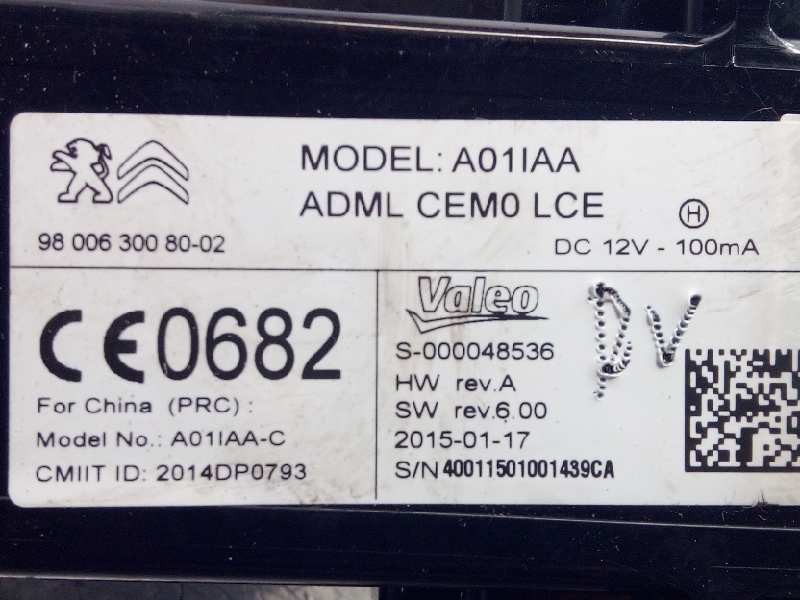 MODEL: A01IAA
ADML CEM0 LCE
H
98 006 300 80-02
DC 12V - 100mA
CE0682
For China (PRC) :
Model No.: A01IAA-C
CMIIT ID: 2014DP0793
Valeo
S-000048536
HW rev.A
SW rev.6.00
2015-01-17
S/N 40011501001439CA
DV